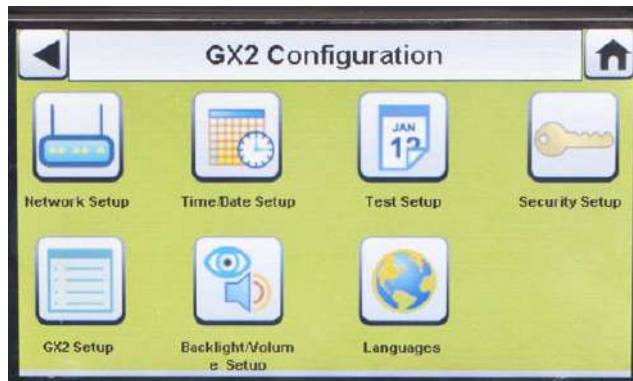 GX2 Configuration
JAN
12
Network Setup
Time/Date Setup
Test Setup
Security Setup
GX2 Setup
Backlight/Volum
e Setup
Languages